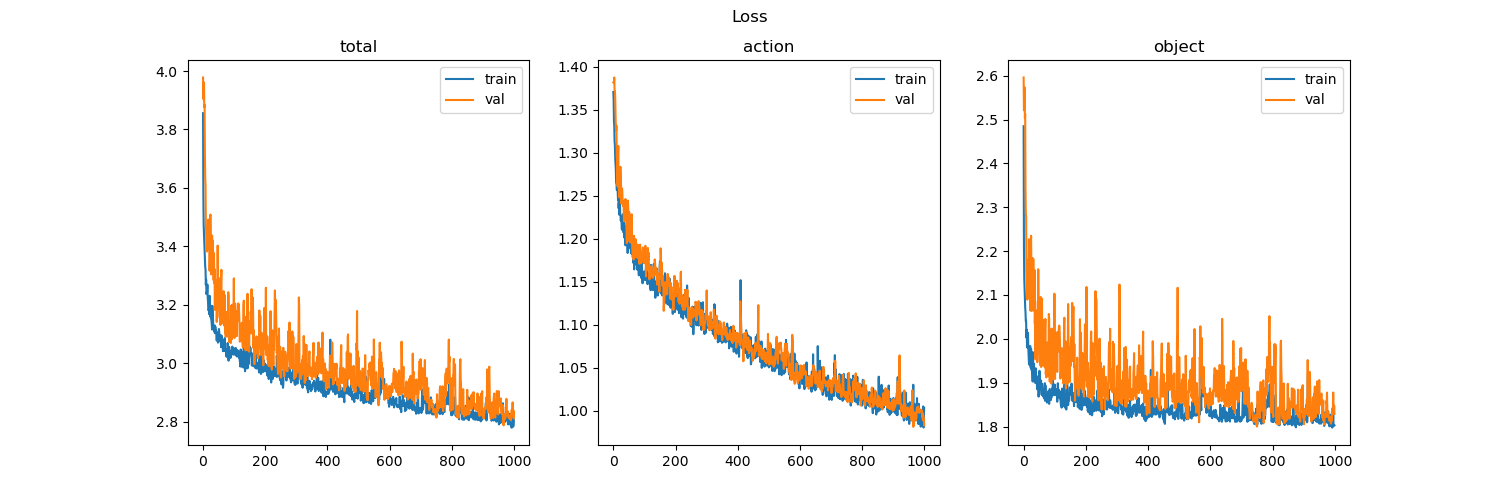 Loss
total
4.0
3.8
3.6
3.4
3.2
3.0
2.8
0 200 400 600 800 1000
train
val
action
1.40
1.35
1.30
1.25
1.20
1.15
1.10
1.05
1.00
0 200 400 600 800 1000
train
val
object
2.6
2.5
2.4
2.3
2.2
2.1
2.0
1.9
1.8
0 200 400 600 800 1000
train
val